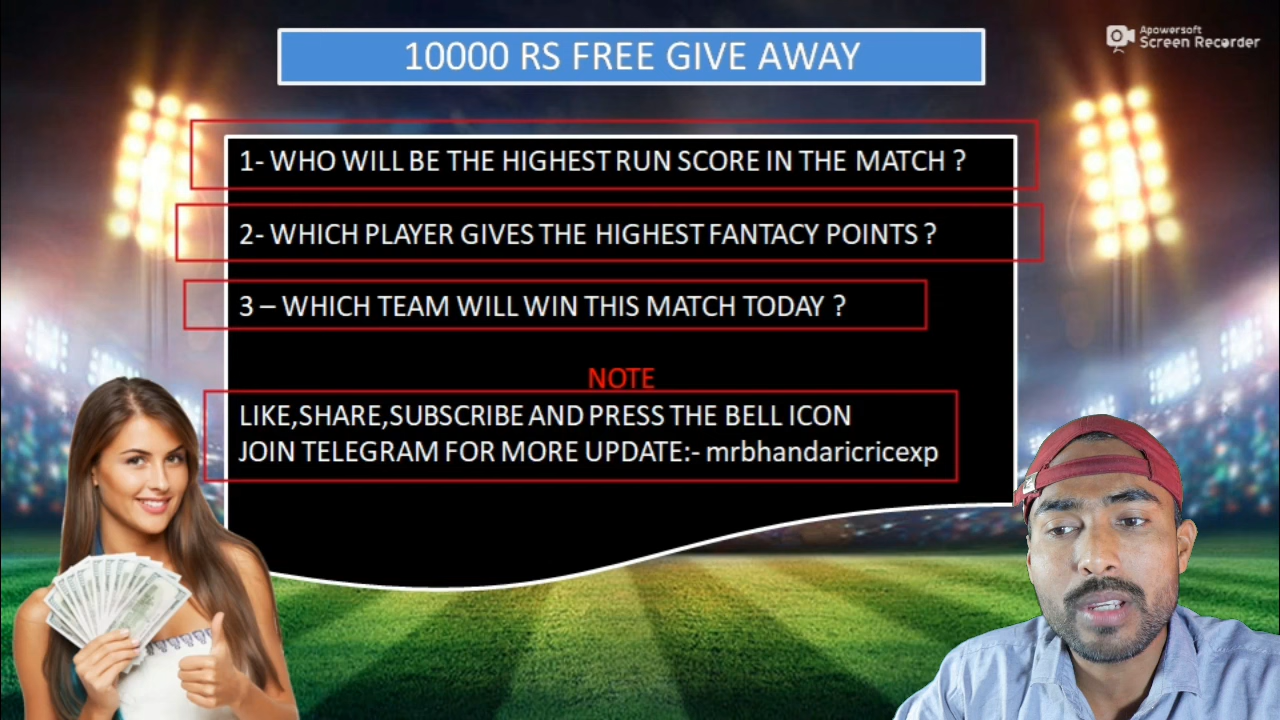 10000 RS FREE GIVE AWAY
Apowersoft
Screen Recorder
1- WHO WILL BE THE HIGHEST RUN SCORE IN THE MATCH ?
2- WHICH PLAYER GIVES THE HIGHEST FANTACY POINTS ?
3 – WHICH TEAM WILL WIN THIS MATCH TODAY ?
NOTE
LIKE,SHARE,SUBSCRIBE AND PRESS THE BELL ICON
JOIN TELEGRAM FOR MORE UPDATE:- mrbhandaricricexp